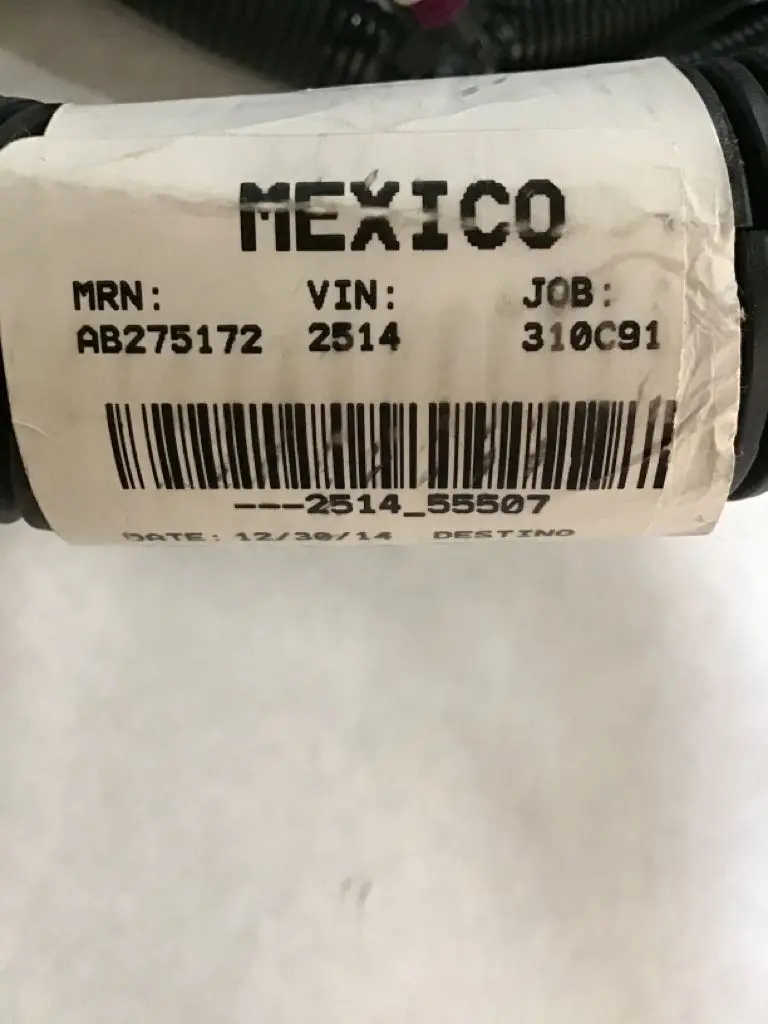 MEXICO
MRN: VIN: JOB:
AB275172 2514 310C91
---2514_55507
DATE: 12/30/14 DESTINO